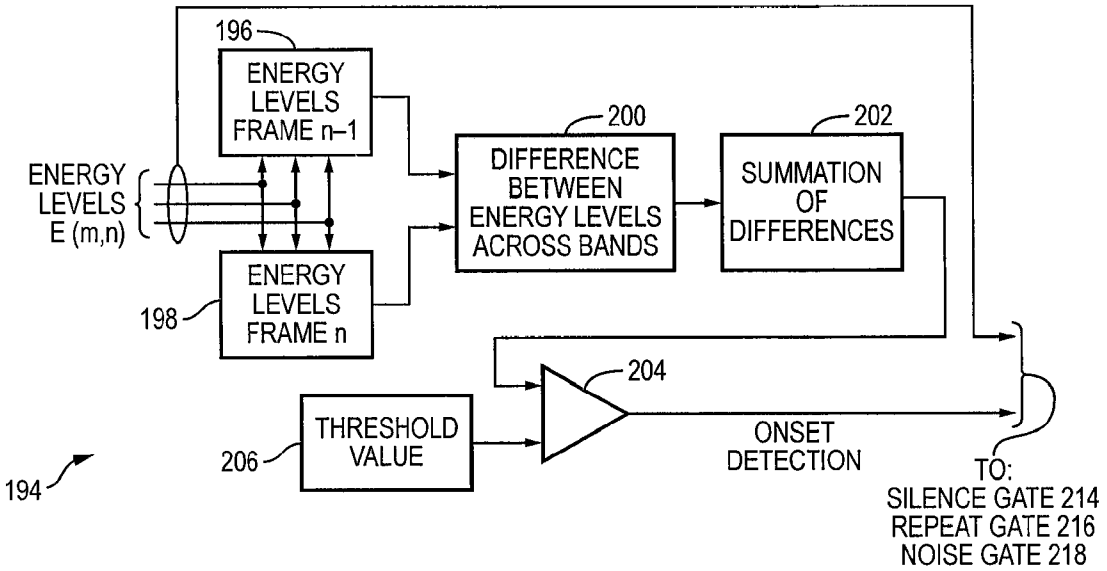 196
ENERGY
LEVELS
FRAME n–1
ENERGY
LEVELS
E (m,n)
198
ENERGY
LEVELS
FRAME n
200
DIFFERENCE
BETWEEN
ENERGY LEVELS
ACROSS BANDS
202
SUMMATION
OF
DIFFERENCES
204
206
THRESHOLD
VALUE
ONSET
DETECTION
194
TO:
SILENCE GATE 214
REPEAT GATE 216
NOISE GATE 218